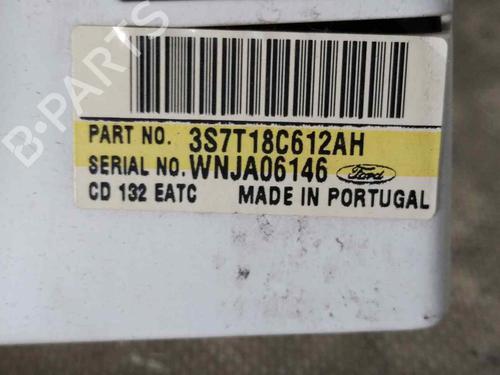 B-PARTS
PART NO. 3S7T18C612AH
SERIAL NO. WNJA06146 Ford
CD 132 EATC MADE IN PORTUGAL